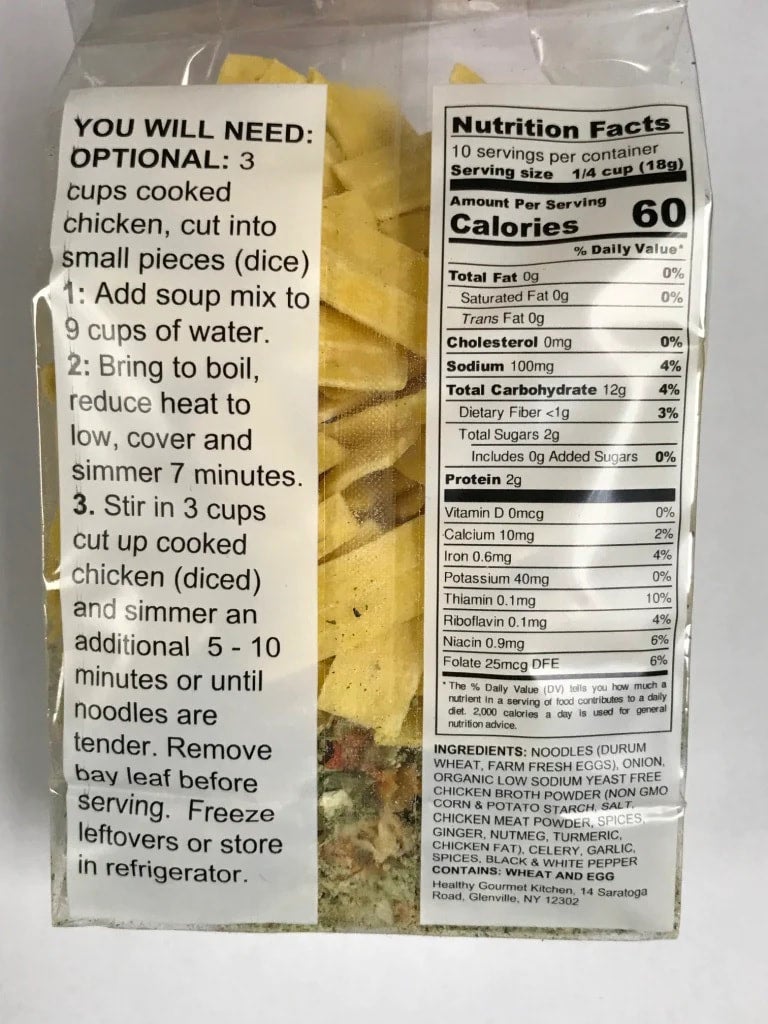 YOU WILL NEED:
OPTIONAL: 3
cups cooked
chicken, cut into
small pieces (dice)
1: Add soup mix to
9 cups of water.
2: Bring to boil,
reduce heat to
low, cover and
simmer 7 minutes.
3. Stir in 3 cups
cut up cooked
chicken (diced)
and simmer an
additional 5 - 10
minutes or until
noodles are
tender. Remove
bay leaf before
serving. Freeze
leftovers or store
in refrigerator.
Nutrition Facts
10 servings per container
Serving size 1/4 cup (18g)
Amount Per Serving
Calories 60
% Daily Value*
Total Fat 0g 0%
Saturated Fat 0g 0%
Trans Fat 0g
Cholesterol 0mg 0%
Sodium 100mg 4%
Total Carbohydrate 12g 4%
Dietary Fiber <1g 3%
Total Sugars 2g
Includes 0g Added Sugars 0%
Protein 2g
Vitamin D 0mcg 0%
Calcium 10mg 2%
Iron 0.6mg 4%
Potassium 40mg 0%
Thiamin 0.1mg 10%
Riboflavin 0.1mg 4%
Niacin 0.9mg 6%
Folate 25mcg DFE 6%
* The % Daily Value (DV) tells you how much a
nutrient in a serving of food contributes to a daily
diet. 2,000 calories a day is used for general
nutrition advice.
INGREDIENTS: NOODLES (DURUM
WHEAT, FARM FRESH EGGS), ONION,
ORGANIC LOW SODIUM YEAST FREE
CHICKEN BROTH POWDER (NON GMO
CORN & POTATO STARCH, SALT,
CHICKEN MEAT POWDER, SPICES,
GINGER, NUTMEG, TURMERIC,
CHICKEN FAT), CELERY, GARLIC,
SPICES, BLACK & WHITE PEPPER
CONTAINS: WHEAT AND EGG
Healthy Gourmet Kitchen, 14 Saratoga
Road, Glenville, NY 12302